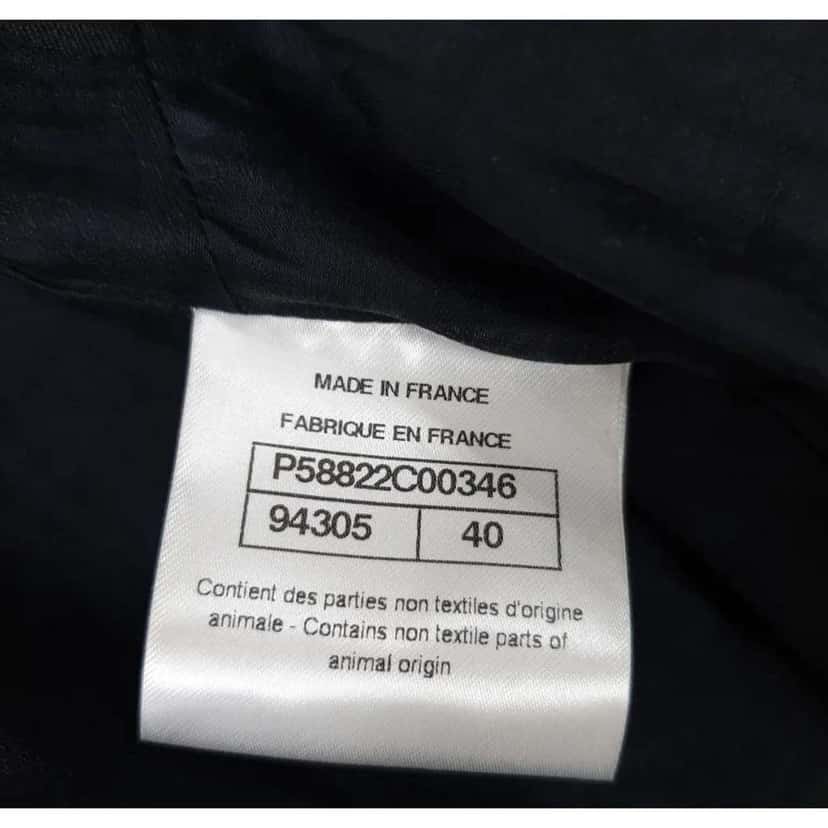 MADE IN FRANCE
FABRIQUE EN FRANCE
P58822C00346
94305 40
Contient des parties non textiles d'origine
animale - Contains non textile parts of
animal origin